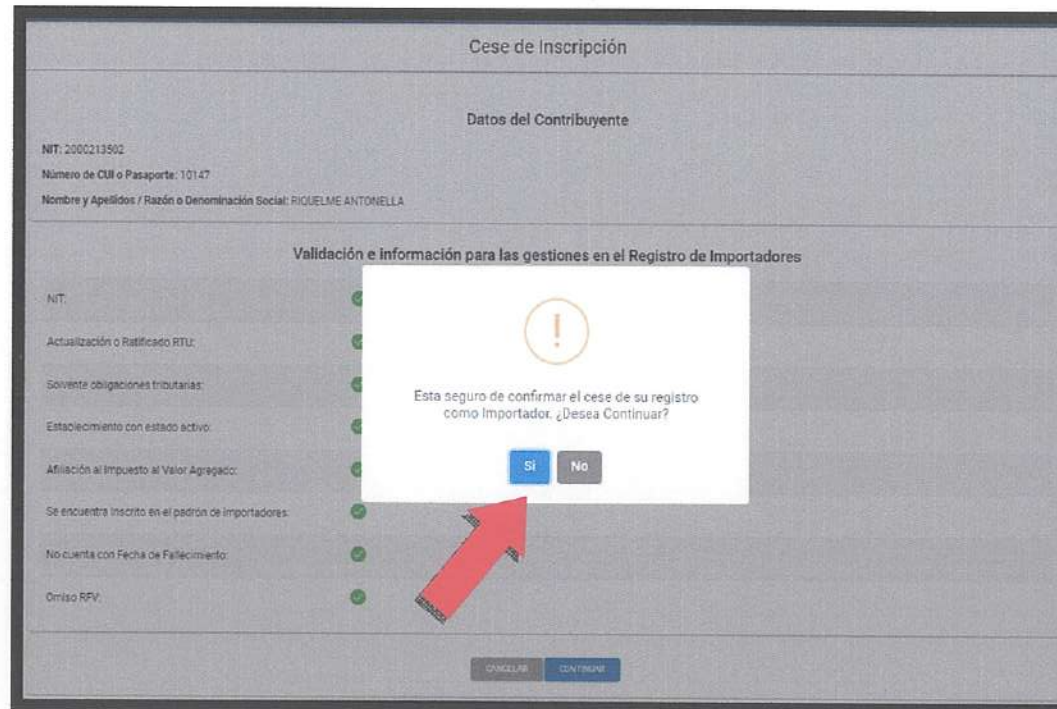 Cese de Inscripción
Datos del Contribuyente
NIT: 2000213502
Número de CUI o Pasaporte: 10147
Nombre y Apellidos / Razón o Denominación Social: RIQUELME ANTONELLA
Validación e información para las gestiones en el Registro de Importadores
NIT:
Actualización o Ratificado RTU:
Solvente obligaciones tributarias:
Establecimiento con estado activo:
Afiliación al Impuesto al Valor Agregado:
Se encuentra inscrito en el padrón de importadores:
No cuenta con Fecha de Fallecimiento:
Omiso RFV:
!
Esta seguro de confirmar el cese de su registro
como Importador. ¿Desea Continuar?
Si No
CANCELAR CONTINUAR